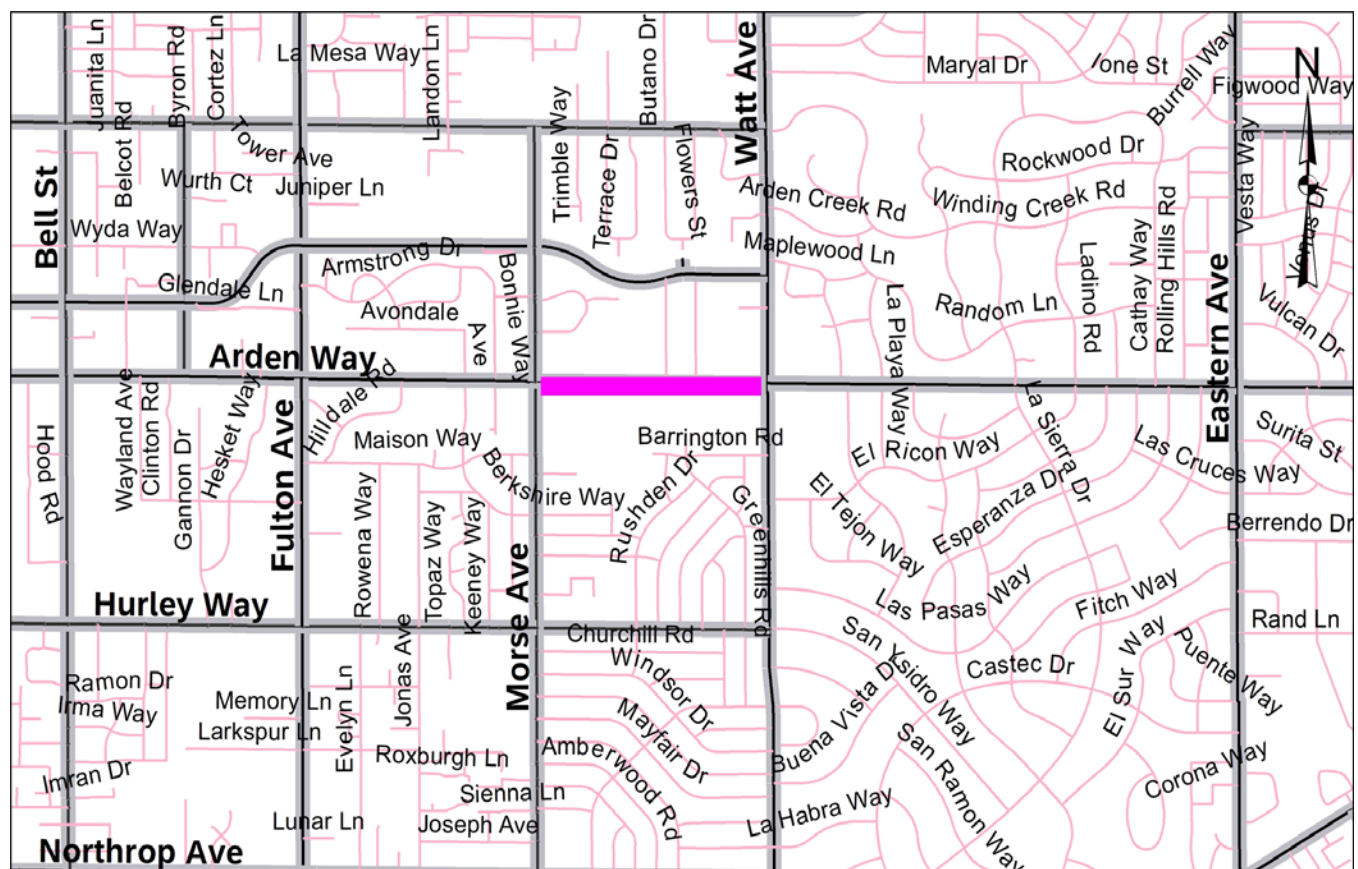 Juanita Ln
Byron Rd
Cortez Ln
La Mesa Way
Landon Ln
Butano Dr
Watt Ave
Maryal Dr
Ione St
Burrell Way
N
Figwood Way
Belcot Rd
Tower Ave
Trimble Way
Terrace Dr
Flowers St
Rockwood Dr
Vesta Way
Wurth Ct
Juniper Ln
Arden Creek Rd
Winding Creek Rd
Bell St
Wyda Way
Armstrong Dr
Maplewood Ln
Ladino Rd
Cathay Way
Rolling Hills Rd
Venus Dr
Glendale Ln
Bonnie Way
Avondale
Ave
La Playa Way
Random Ln
Eastern Ave
Vulcan Dr
Arden Way
Wayland Ave
Clinton Rd
Hesket Way
Hilldale Rd
La Sierra Dr
Hood Rd
Gannon Dr
Fulton Ave
Maison Way
Barrington Rd
El Ricon Way
Las Cruces Way
Surita St
Berkshire Way
Rushden Dr
Greenhills Rd
El Tejon Way
Esperanza Dr
Berrendo Dr
Rowena Way
Topaz Way
Keeney Way
Morse Ave
Hurley Way
Las Pasas Way
Fitch Way
Rand Ln
Churchill Rd
Jonas Ave
Windsor Dr
San Ysidro Way
Castec Dr
El Sur Way
Puente Way
Ramon Dr
Irma Way
Memory Ln
Larkspur Ln
Evelyn Ln
Mayfair Dr
Buena Vista Dr
Roxburgh Ln
Amberwood Rd
San Ramon Way
Corona Way
Imran Dr
Sienna Ln
Lunar Ln
Joseph Ave
La Habra Way
Northrop Ave